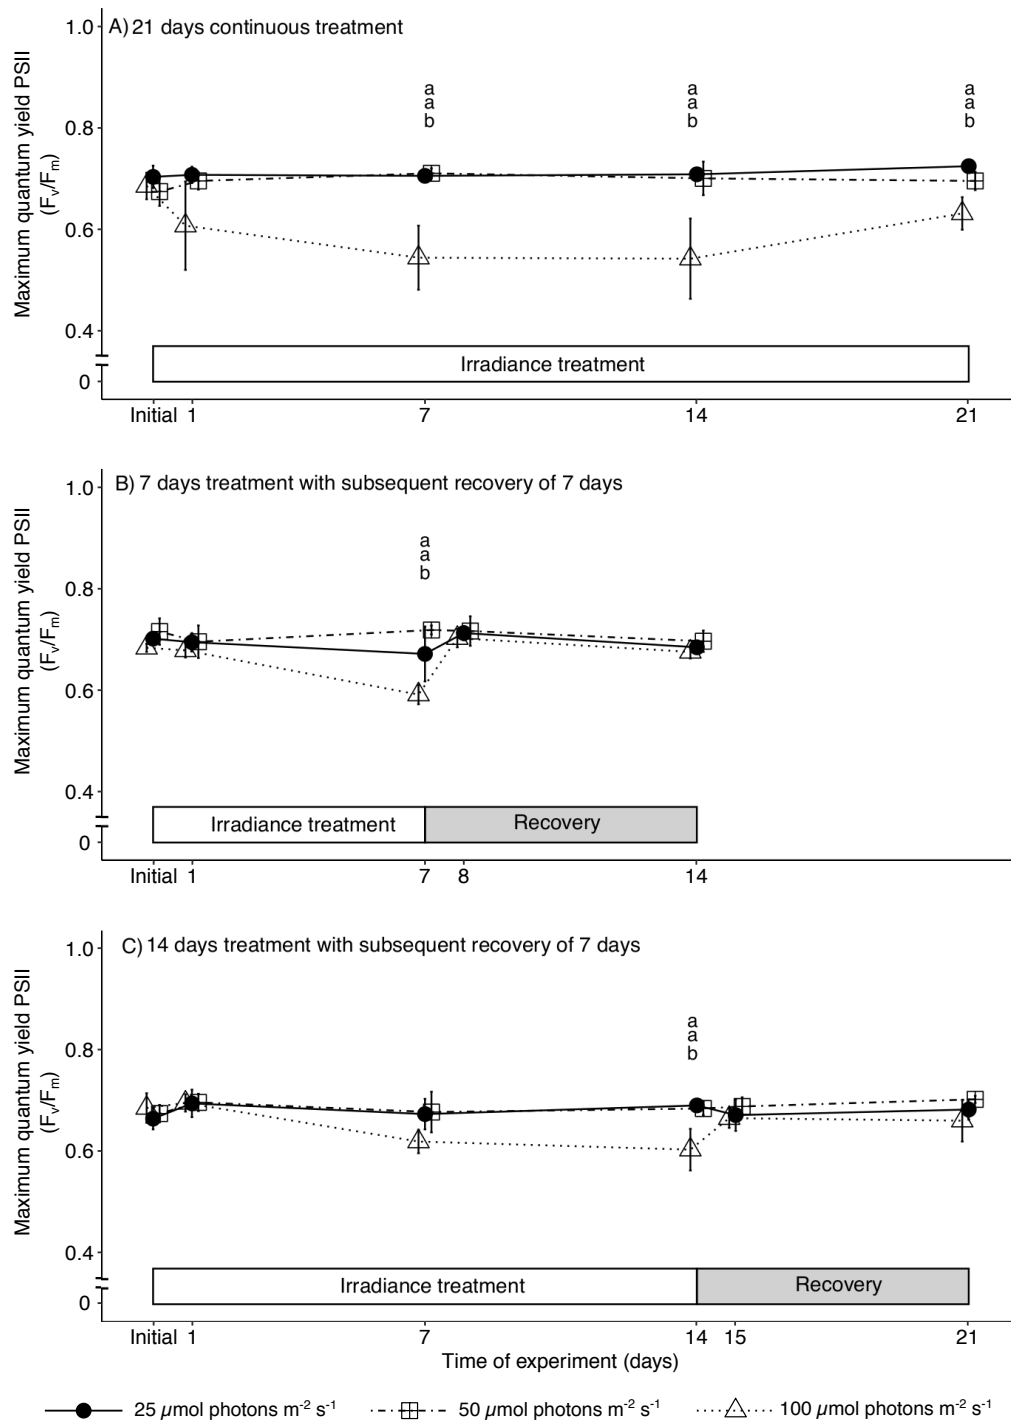 A) 21 days continuous treatment
Maximum quantum yield PSII
(Fv/Fm)
1.0
0.8
0.6
0.4
0
a
a
b
a
a
b
a
a
b
Irradiance treatment
Initial 1 7 14 21
B) 7 days treatment with subsequent recovery of 7 days
Maximum quantum yield PSII
(Fv/Fm)
1.0
0.8
0.6
0.4
0
a
a
b
Irradiance treatment
Recovery
Initial 1 7 8 14
C) 14 days treatment with subsequent recovery of 7 days
Maximum quantum yield PSII
(Fv/Fm)
1.0
0.8
0.6
0.4
0
a
a
b
Irradiance treatment
Recovery
Initial 1 7 14 15 21
Time of experiment (days)
25 µmol photons m⁻² s⁻¹ 50 µmol photons m⁻² s⁻¹ 100 µmol photons m⁻² s⁻¹